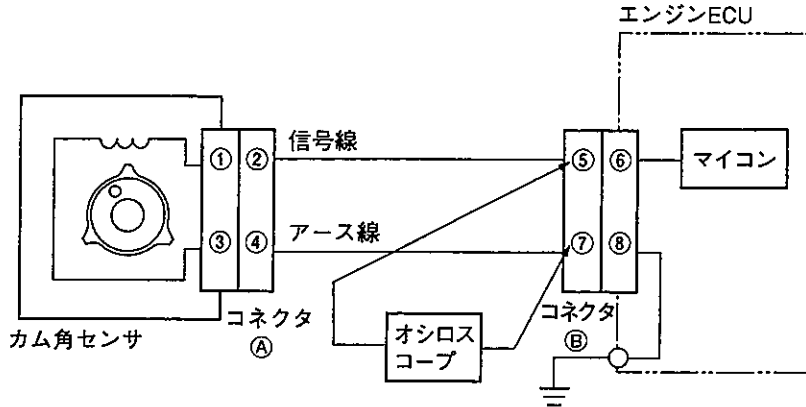 エンジンECU
信号線
① ② ⑤ ⑥
マイコン
アース線
③ ④ ⑦ ⑧
カム角センサ
コネクタ
Ⓐ
オシロス
コープ
コネクタ
Ⓑ